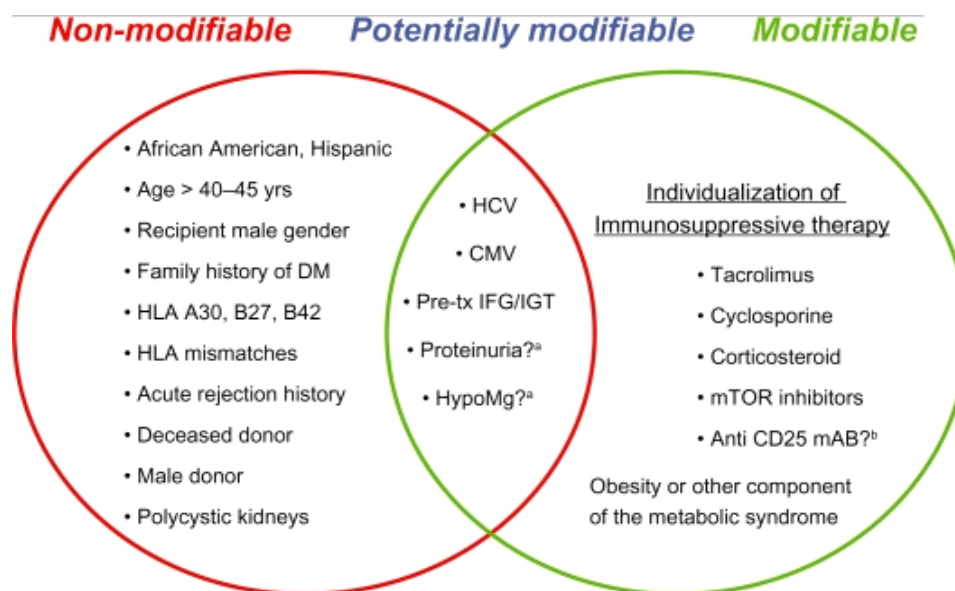 Non-modifiable
Potentially modifiable
Modifiable
• African American, Hispanic
• Age > 40–45 yrs
• Recipient male gender
• Family history of DM
• HLA A30, B27, B42
• HLA mismatches
• Acute rejection history
• Deceased donor
• Male donor
• Polycystic kidneys
• HCV
• CMV
• Pre-tx IFG/IGT
• Proteinuria?ᵃ
• HypoMg?ᵃ
Individualization of
Immunosuppressive therapy
• Tacrolimus
• Cyclosporine
• Corticosteroid
• mTOR inhibitors
• Anti CD25 mAB?ᵇ
Obesity or other component
of the metabolic syndrome